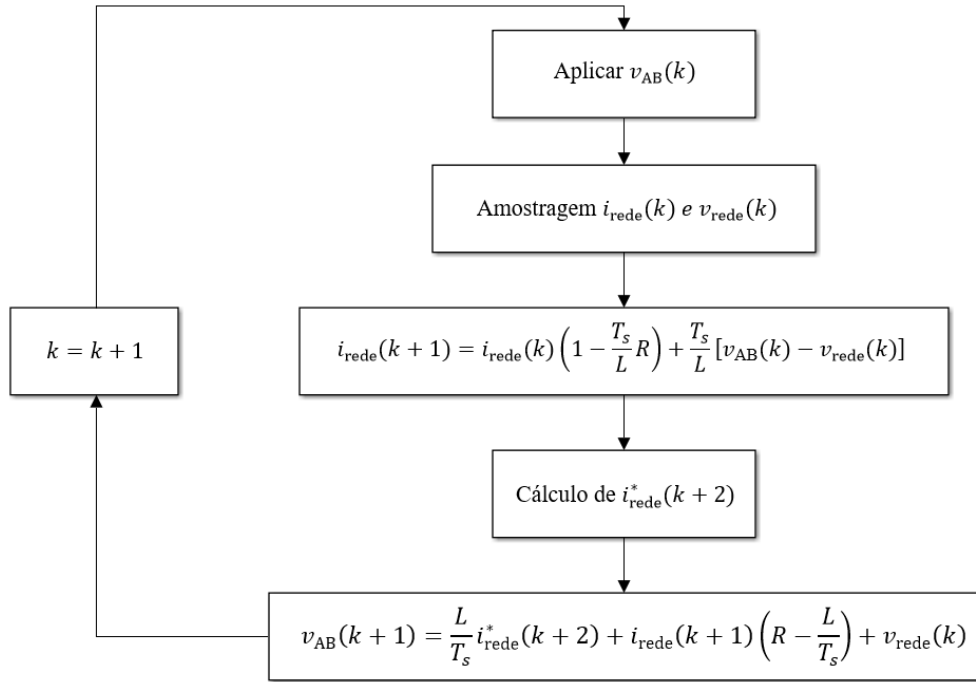 Aplicar v_AB(k)
Amostragem i_rede(k) e v_rede(k)
i_rede(k + 1) = i_rede(k) (1 − T_s/L R) + T_s/L [v_AB(k) − v_rede(k)]
k = k + 1
Cálculo de i*_rede(k + 2)
v_AB(k + 1) = L/T_s i*_rede(k + 2) + i_rede(k + 1) (R − L/T_s) + v_rede(k)